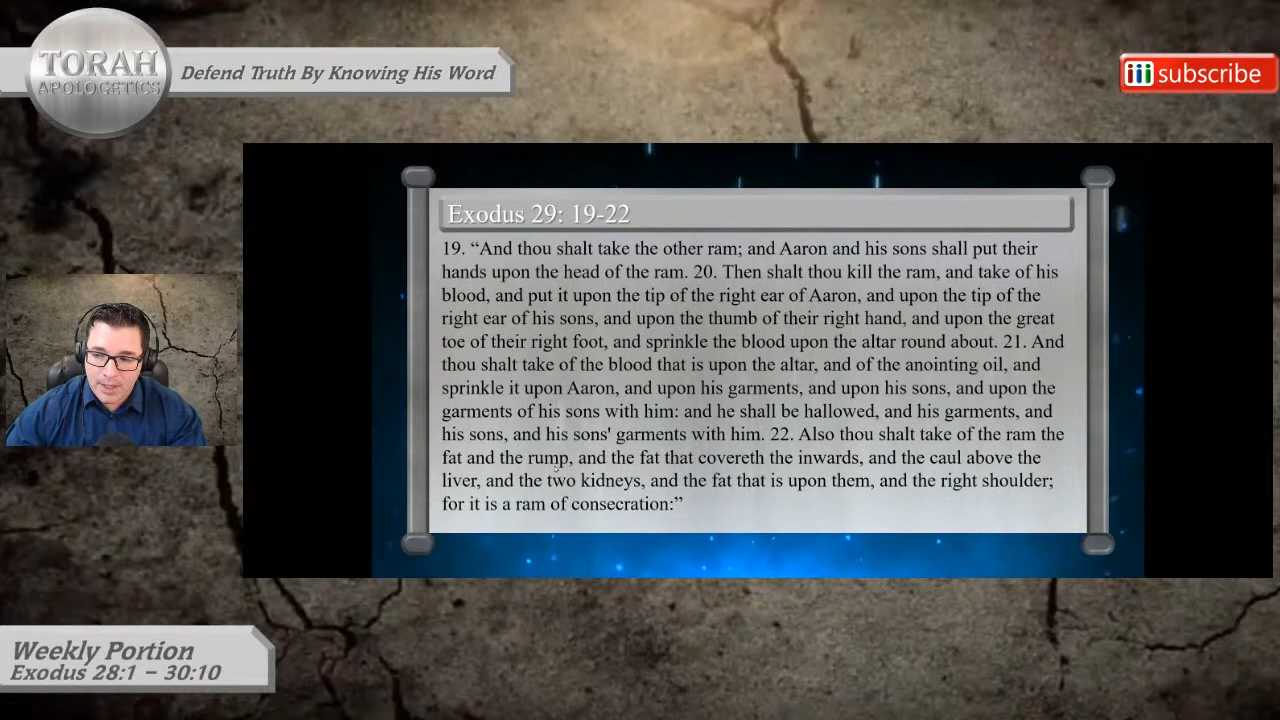 TORAH
APOLOGETICS
Defend Truth By Knowing His Word
subscribe
Exodus 29: 19-22
19. “And thou shalt take the other ram; and Aaron and his sons shall put their
hands upon the head of the ram. 20. Then shalt thou kill the ram, and take of his
blood, and put it upon the tip of the right ear of Aaron, and upon the tip of the
right ear of his sons, and upon the thumb of their right hand, and upon the great
toe of their right foot, and sprinkle the blood upon the altar round about. 21. And
thou shalt take of the blood that is upon the altar, and of the anointing oil, and
sprinkle it upon Aaron, and upon his garments, and upon his sons, and upon the
garments of his sons with him: and he shall be hallowed, and his garments, and
his sons, and his sons' garments with him. 22. Also thou shalt take of the ram the
fat and the rump, and the fat that covereth the inwards, and the caul above the
liver, and the two kidneys, and the fat that is upon them, and the right shoulder;
for it is a ram of consecration:”
Weekly Portion
Exodus 28:1 - 30:10